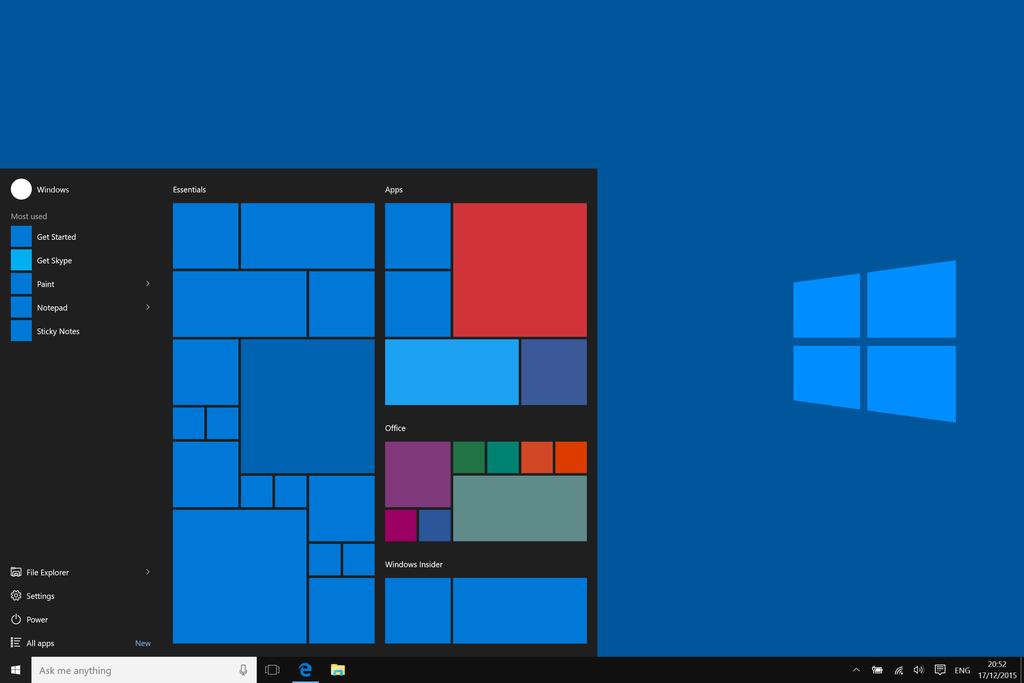 Windows
Most used
Get Started
Get Skype
Paint
Notepad
Sticky Notes
File Explorer
Settings
Power
All apps New
Essentials
Apps
Office
Windows Insider
Ask me anything
ENG
20:52
17/12/2015